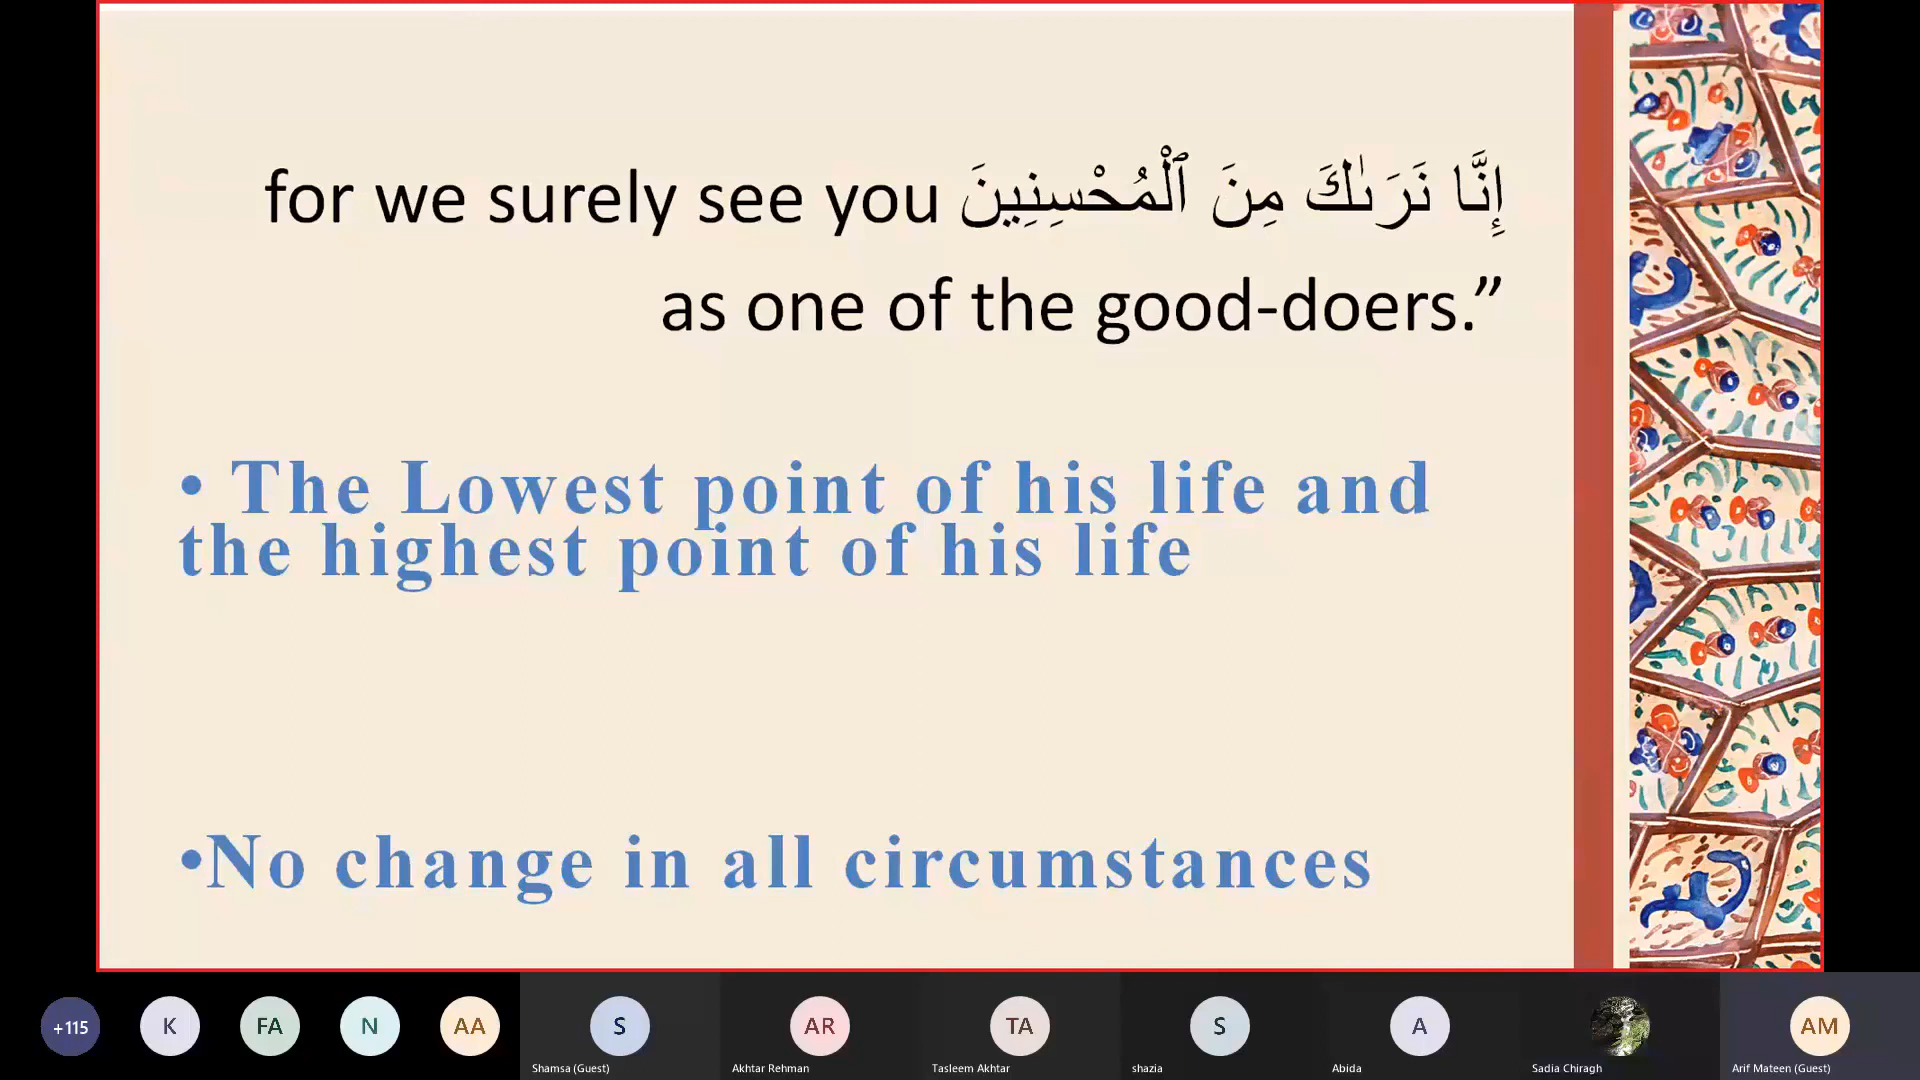 for we surely see you إِنَّا نَرَىٰكَ مِنَ ٱلْمُحْسِنِينَ
as one of the good-doers.”
• The Lowest point of his life and
the highest point of his life
•No change in all circumstances
+115
K
FA
N
AA
S
AR
TA
S
A
AM
Shamsa (Guest)
Akhtar Rehman
Tasleem Akhtar
shazia
Abida
Sadia Chiragh
Arif Mateen (Guest)